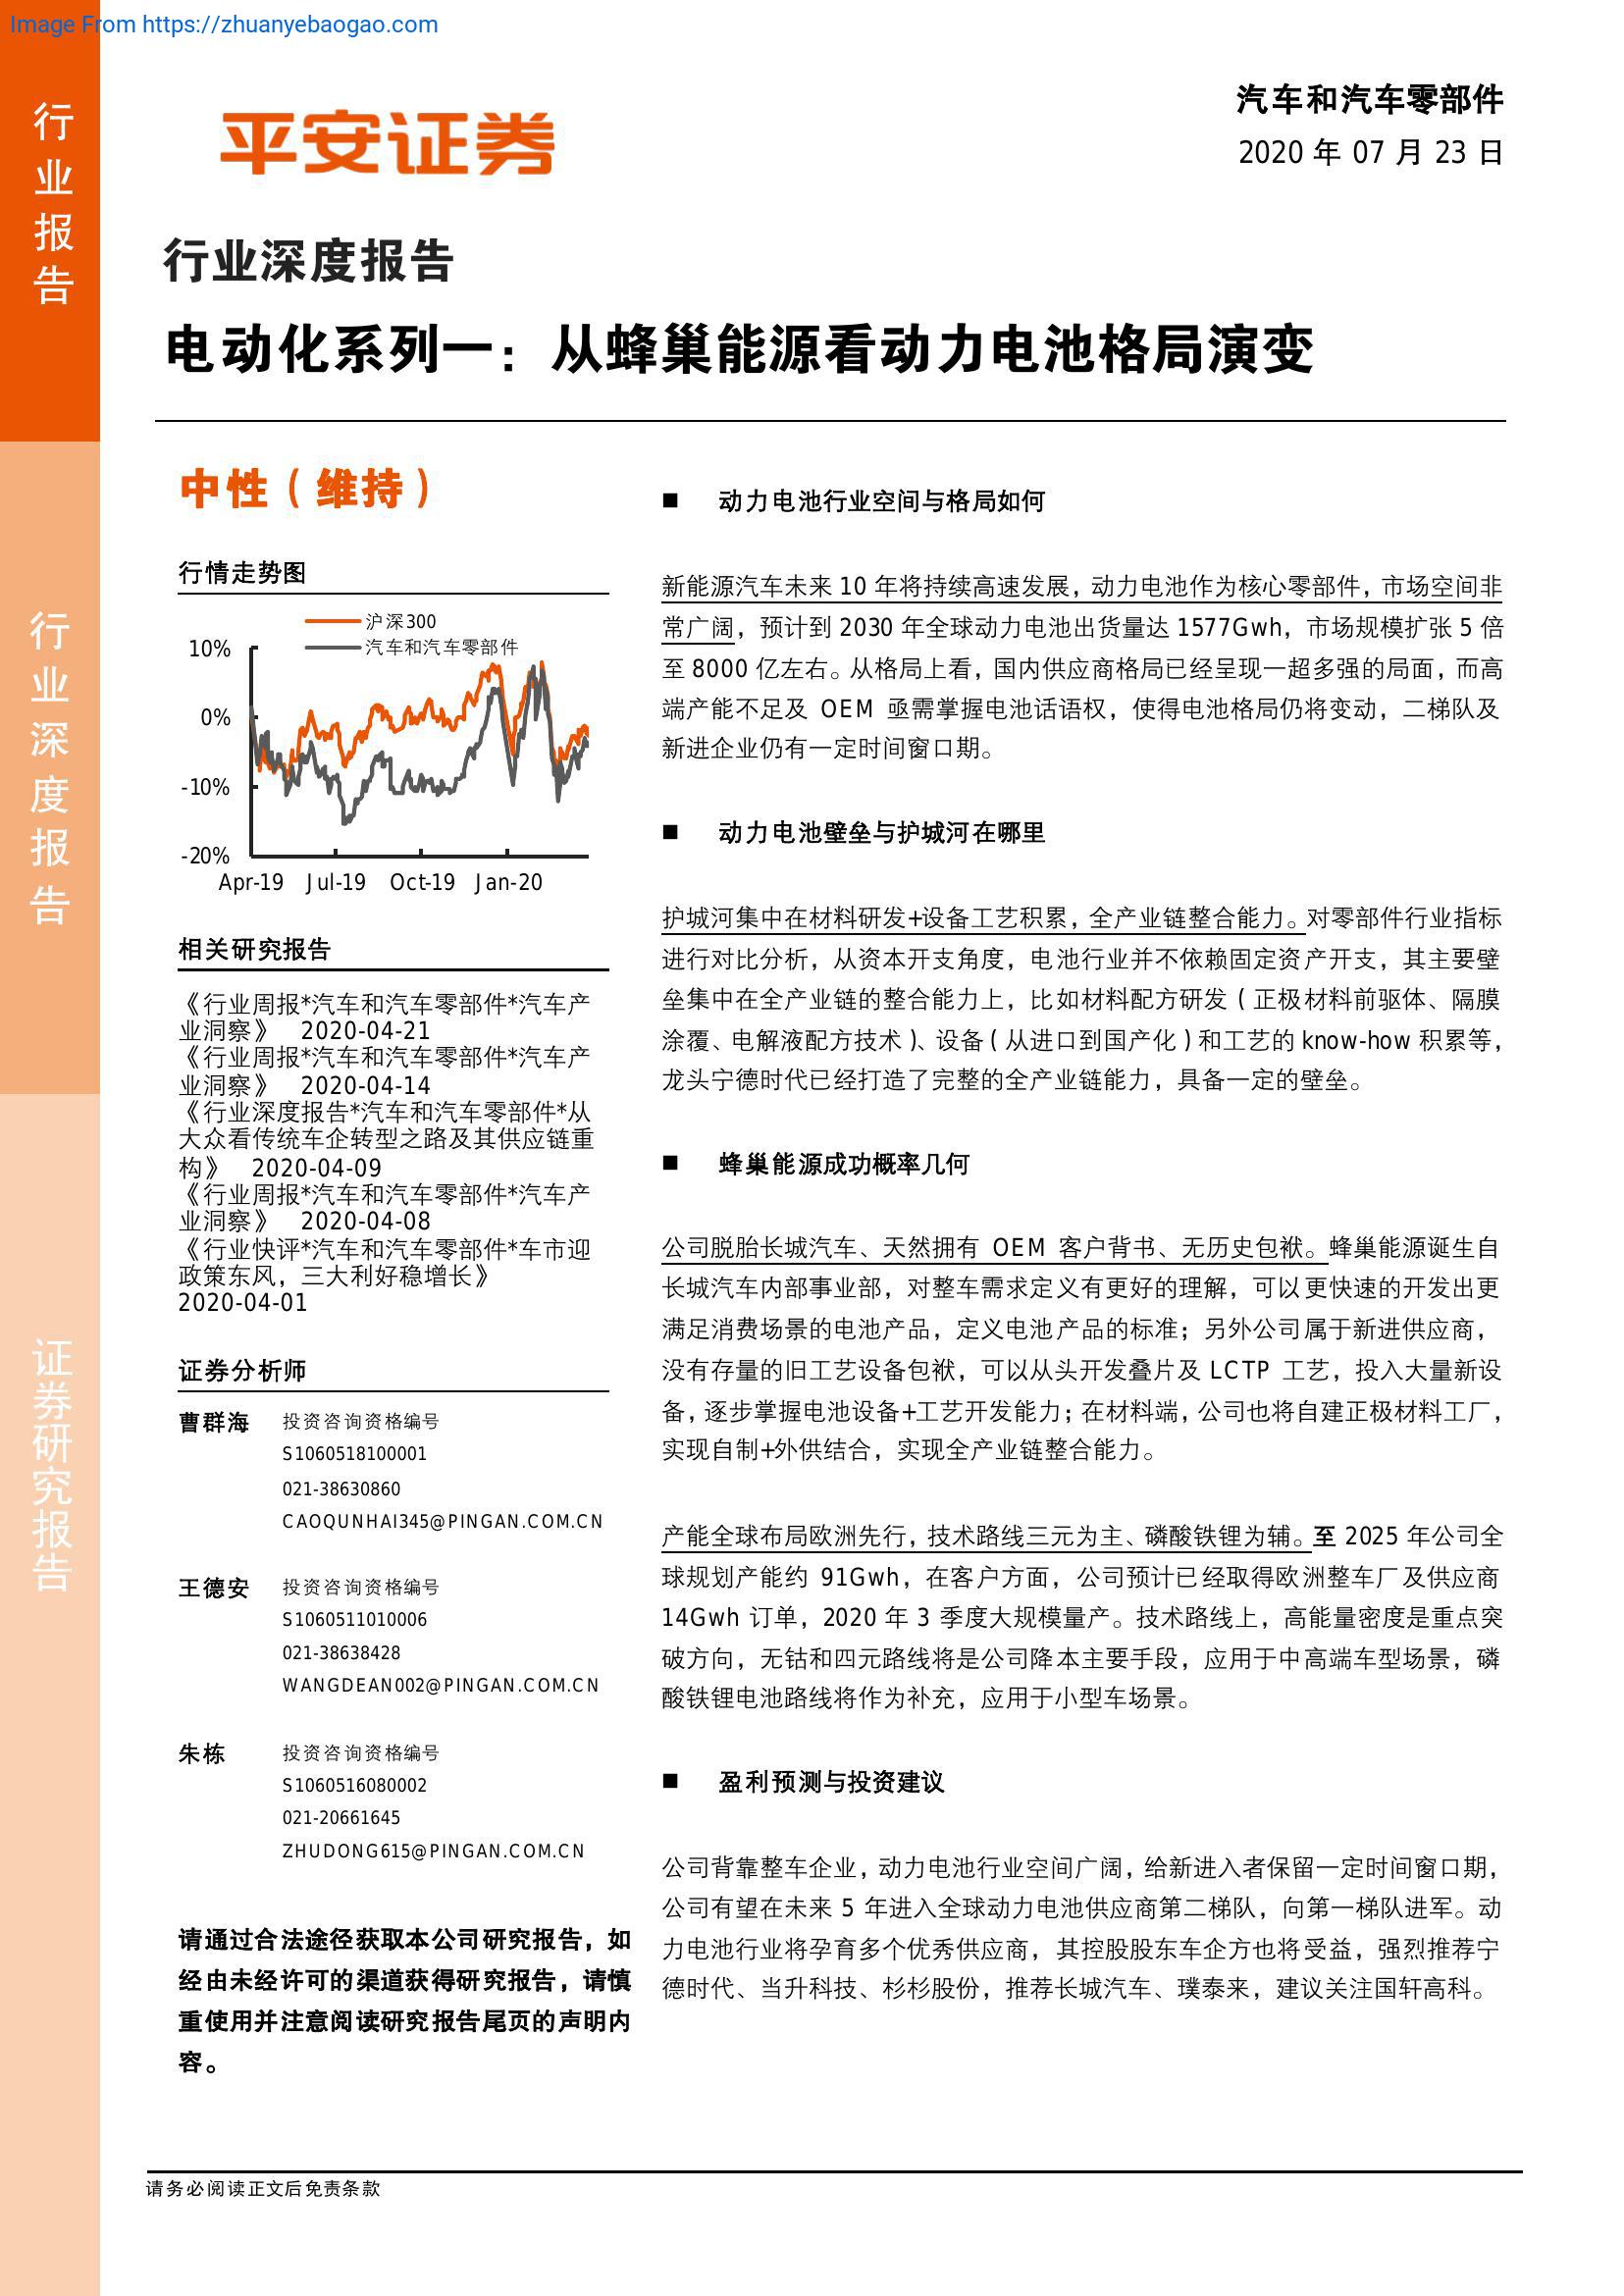 Image From https://zhuanyebaogao.com
行业报告
行业深度报告
证券研究报告
平安证券
汽车和汽车零部件
2020 年 07 月 23 日
行业深度报告
电动化系列一：从蜂巢能源看动力电池格局演变
中性（维持）
行情走势图
沪深300
汽车和汽车零部件
10%
0%
-10%
-20%
Apr-19 Jul-19 Oct-19 Jan-20
相关研究报告
《行业周报*汽车和汽车零部件*汽车产
业洞察》 2020-04-21
《行业周报*汽车和汽车零部件*汽车产
业洞察》 2020-04-14
《行业深度报告*汽车和汽车零部件*从
大众看传统车企转型之路及其供应链重
构》 2020-04-09
《行业周报*汽车和汽车零部件*汽车产
业洞察》 2020-04-08
《行业快评*汽车和汽车零部件*车市迎
政策东风，三大利好稳增长》
2020-04-01
证券分析师
曹群海 投资咨询资格编号
S1060518100001
021-38630860
CAOQUNHAI345@PINGAN.COM.CN
王德安 投资咨询资格编号
S1060511010006
021-38638428
WANGDEAN002@PINGAN.COM.CN
朱栋 投资咨询资格编号
S1060516080002
021-20661645
ZHUDONG615@PINGAN.COM.CN
请通过合法途径获取本公司研究报告，如
经由未经许可的渠道获得研究报告，请慎
重使用并注意阅读研究报告尾页的声明内
容。
■ 动力电池行业空间与格局如何
新能源汽车未来 10 年将持续高速发展，动力电池作为核心零部件，市场空间非
常广阔，预计到 2030 年全球动力电池出货量达 1577Gwh，市场规模扩张 5 倍
至 8000 亿左右。从格局上看，国内供应商格局已经呈现一超多强的局面，而高
端产能不足及 OEM 亟需掌握电池话语权，使得电池格局仍将变动，二梯队及
新进企业仍有一定时间窗口期。
■ 动力电池壁垒与护城河在哪里
护城河集中在材料研发+设备工艺积累，全产业链整合能力。对零部件行业指标
进行对比分析，从资本开支角度，电池行业并不依赖固定资产开支，其主要壁
垒集中在全产业链的整合能力上，比如材料配方研发（正极材料前驱体、隔膜
涂覆、电解液配方技术）、设备（从进口到国产化）和工艺的 know-how 积累等，
龙头宁德时代已经打造了完整的全产业链能力，具备一定的壁垒。
■ 蜂巢能源成功概率几何
公司脱胎长城汽车、天然拥有 OEM 客户背书、无历史包袱。蜂巢能源诞生自
长城汽车内部事业部，对整车需求定义有更好的理解，可以更快速的开发出更
满足消费场景的电池产品，定义电池产品的标准；另外公司属于新进供应商，
没有存量的旧工艺设备包袱，可以从头开发叠片及 LCTP 工艺，投入大量新设
备，逐步掌握电池设备+工艺开发能力；在材料端，公司也将自建正极材料工厂，
实现自制+外供结合，实现全产业链整合能力。
产能全球布局欧洲先行，技术路线三元为主、磷酸铁锂为辅。至 2025 年公司全
球规划产能约 91Gwh，在客户方面，公司预计已经取得欧洲整车厂及供应商
14Gwh 订单，2020 年 3 季度大规模量产。技术路线上，高能量密度是重点突
破方向，无钴和四元路线将是公司降本主要手段，应用于中高端车型场景，磷
酸铁锂电池路线将作为补充，应用于小型车场景。
■ 盈利预测与投资建议
公司背靠整车企业，动力电池行业空间广阔，给新进入者保留一定时间窗口期，
公司有望在未来 5 年进入全球动力电池供应商第二梯队，向第一梯队进军。动
力电池行业将孕育多个优秀供应商，其控股股东车企方也将受益，强烈推荐宁
德时代、当升科技、杉杉股份，推荐长城汽车、璞泰来，建议关注国轩高科。
请务必阅读正文后免责条款